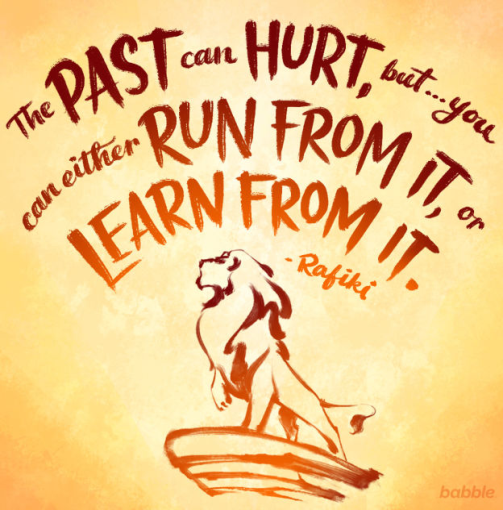 The PAST can HURT, but...you
can either RUN FROM iT, or
LEARN FROM iT.
-Rafiki
babble